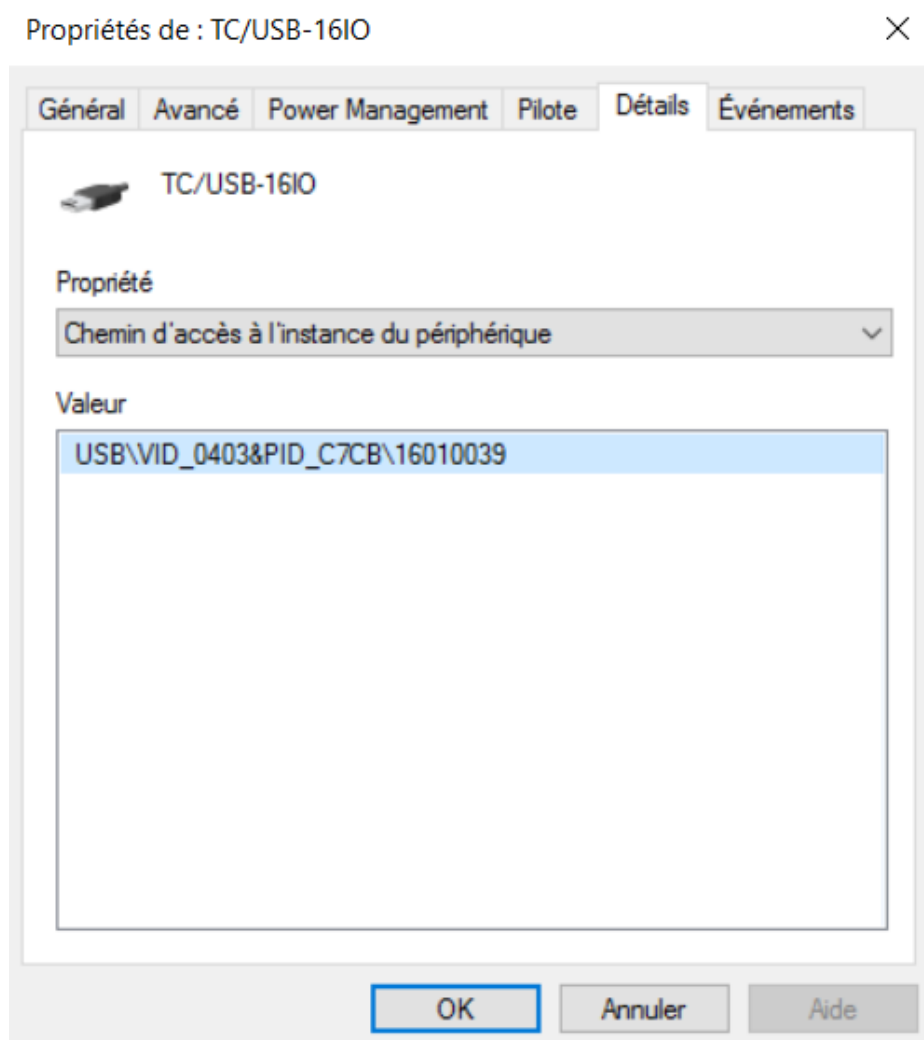 Propriétés de : TC/USB-16IO
Général Avancé Power Management Pilote Détails Événements
TC/USB-16IO
Propriété
Chemin d'accès à l'instance du périphérique
Valeur
USB\VID_0403&PID_C7CB\16010039
OK Annuler Aide